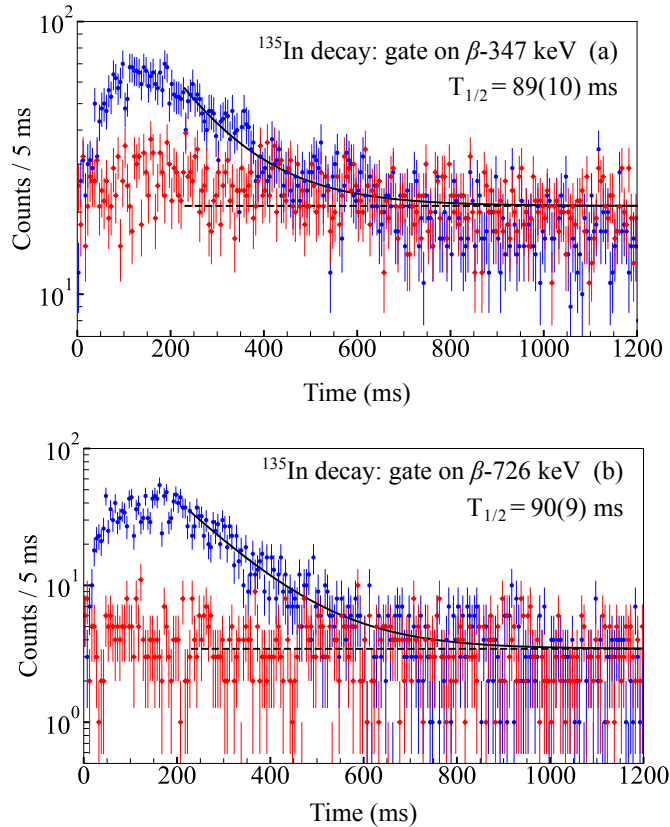 10²
¹³⁵In decay: gate on β-347 keV (a)
T₁/₂ = 89(10) ms
Counts / 5 ms
10¹
0 200 400 600 800 1000 1200
Time (ms)
10²
¹³⁵In decay: gate on β-726 keV (b)
T₁/₂ = 90(9) ms
10¹
Counts / 5 ms
10⁰
0 200 400 600 800 1000 1200
Time (ms)